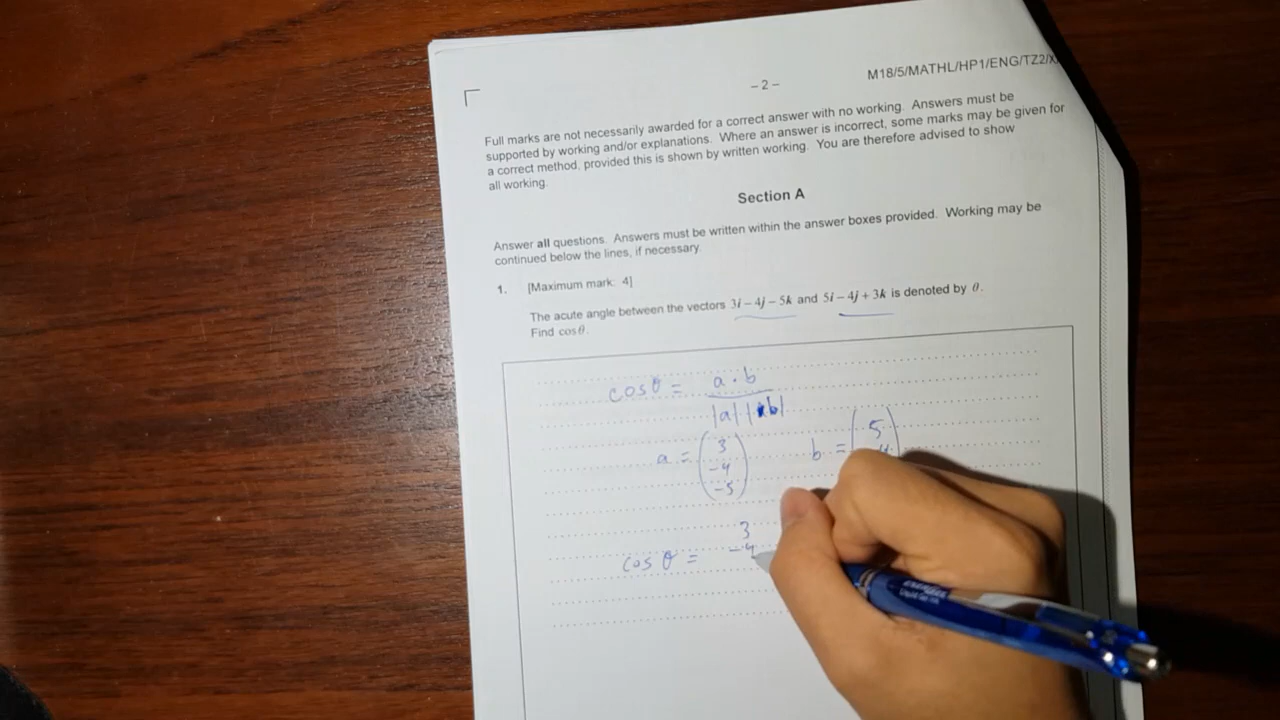 – 2 –
M18/5/MATHL/HP1/ENG/TZ2/X
Full marks are not necessarily awarded for a correct answer with no working. Answers must be
supported by working and/or explanations. Where an answer is incorrect, some marks may be given for
a correct method, provided this is shown by written working. You are therefore advised to show
all working.
Section A
Answer all questions. Answers must be written within the answer boxes provided. Working may be
continued below the lines, if necessary.
1. [Maximum mark: 4]
The acute angle between the vectors 3i – 4j – 5k and 5i – 4j + 3k is denoted by θ.
Find cos θ.
cos θ = a · b
|a| |b|
a = ( 3 b = ( 5
-4
-5 )
cos θ = 3
-4